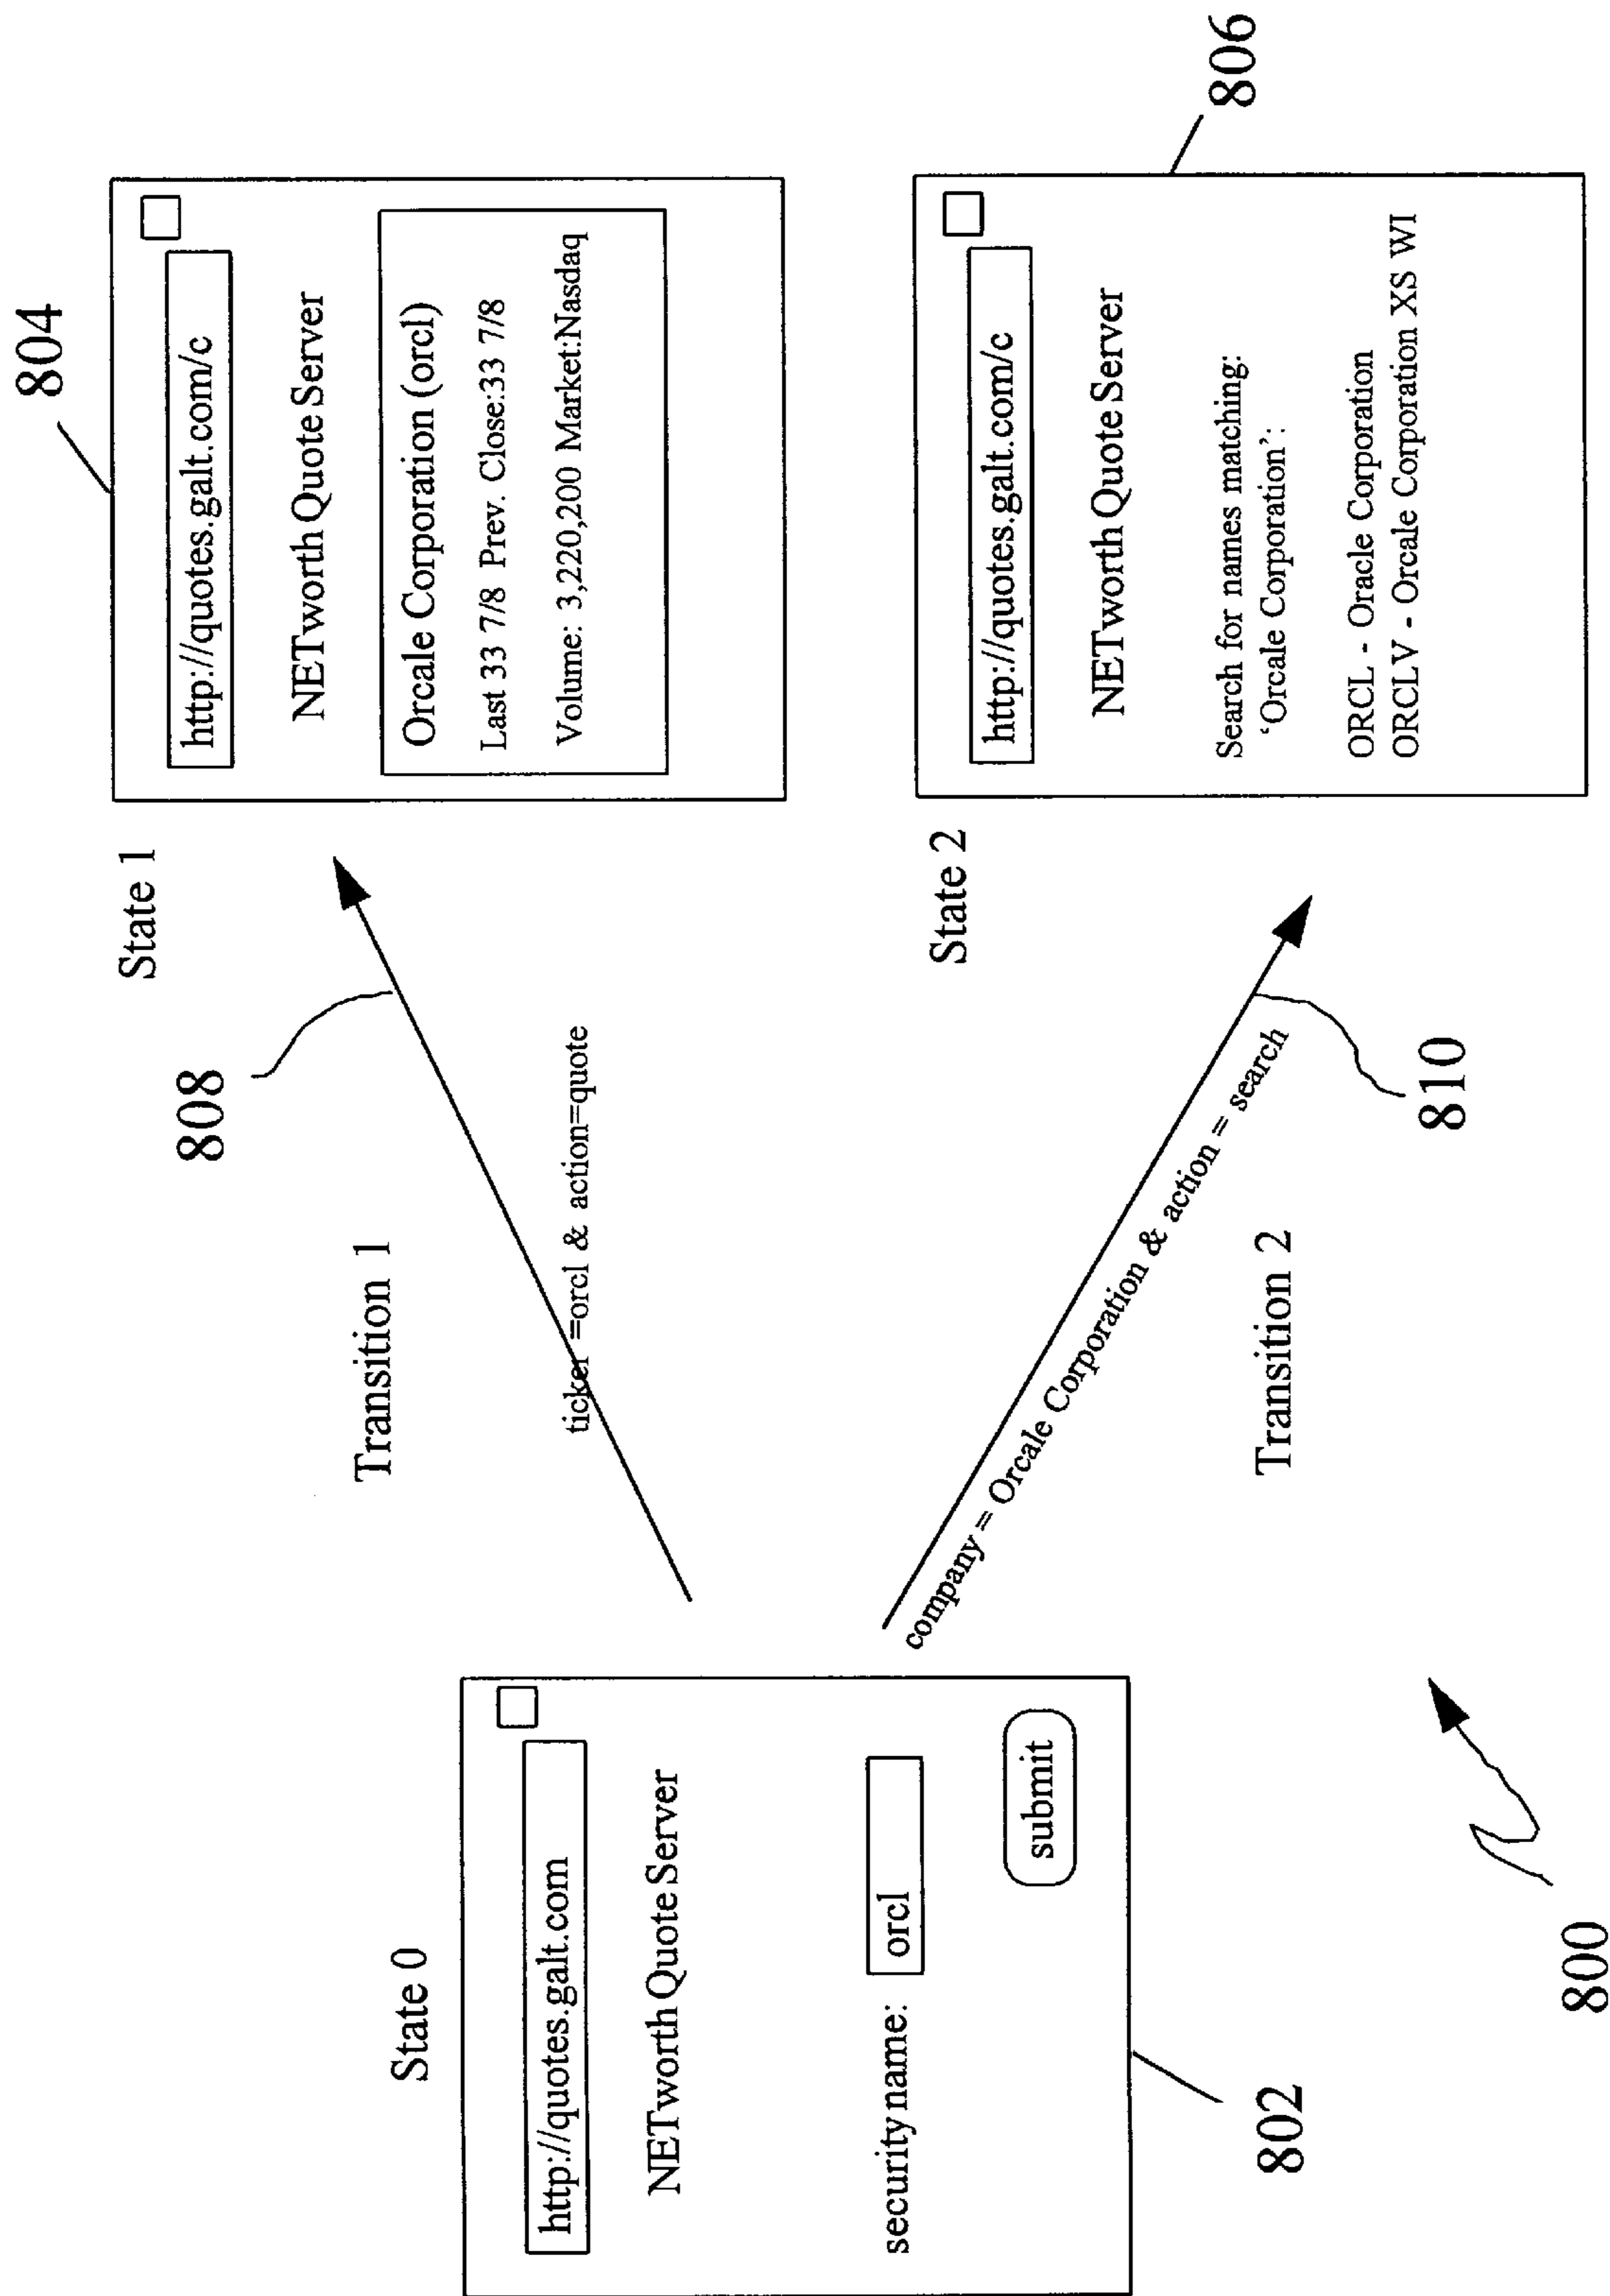 State 0
http://quotes.galt.com
NETworth Quote Server
security name: orcl
submit
802
800
Transition 1
808
ticker =orcl & action=quote
company = Orcale Corporation & action = search
Transition 2
810
State 1
804
http://quotes.galt.com/c
NETworth Quote Server
Orcale Corporation (orcl)
Last 33 7/8 Prev. Close:33 7/8
Volume: 3,220,200 Market:Nasdaq
State 2
806
http://quotes.galt.com/c
NETworth Quote Server
Search for names matching:
‘Orcale Corporation’:
ORCL - Oracle Corporation
ORCLV - Orcale Corporation XS WI